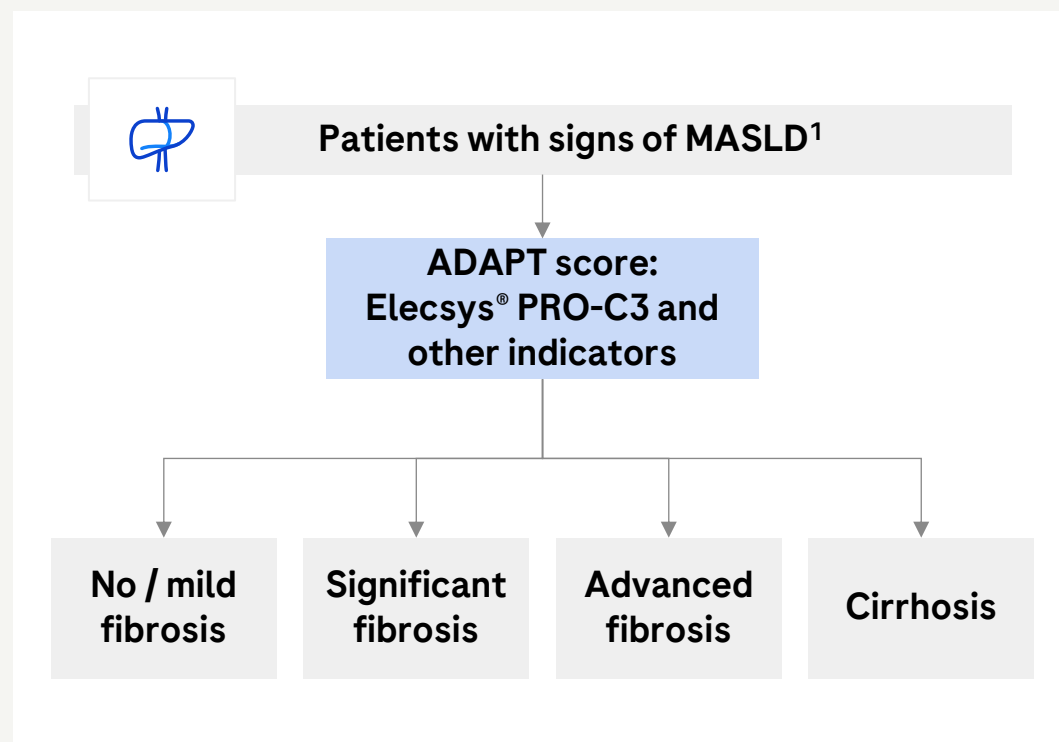 Patients with signs of MASLD¹
ADAPT score:
Elecsys® PRO-C3 and
other indicators
No / mild
fibrosis
Significant
fibrosis
Advanced
fibrosis
Cirrhosis